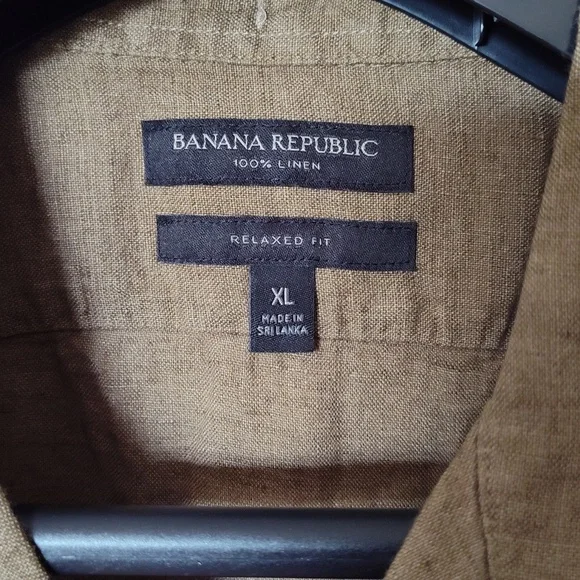 BANANA REPUBLIC
100% LINEN
RELAXED FIT
XL
MADE IN
SRI LANKA